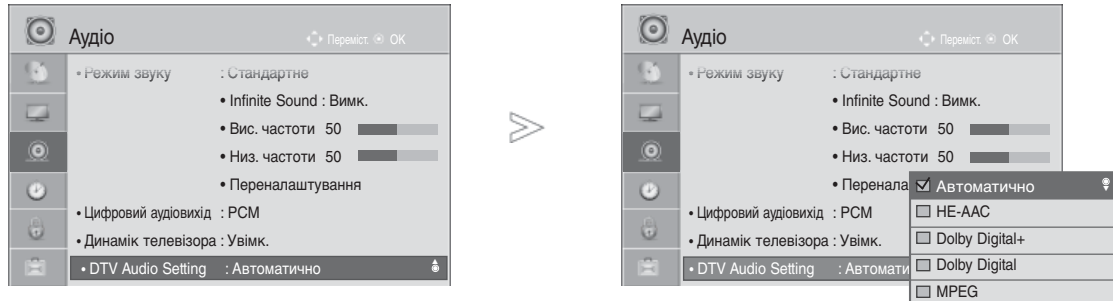 Аудіо
Переміст. OK
• Режим звуку : Стандартне
• Infinite Sound : Вимк.
• Вис. частоти 50
• Низ. частоти 50
• Переналаштування
• Цифровий аудіовихід : PCM
• Динамік телевізора : Увімк.
• DTV Audio Setting : Автоматично
Аудіо
Переміст. OK
• Режим звуку : Стандартне
• Infinite Sound : Вимк.
• Вис. частоти 50
• Низ. частоти 50
• Перенала
• Цифровий аудіовихід : PCM
• Динамік телевізора : Увімк.
• DTV Audio Setting : Автомати
Автоматично
HE-AAC
Dolby Digital+
Dolby Digital
MPEG